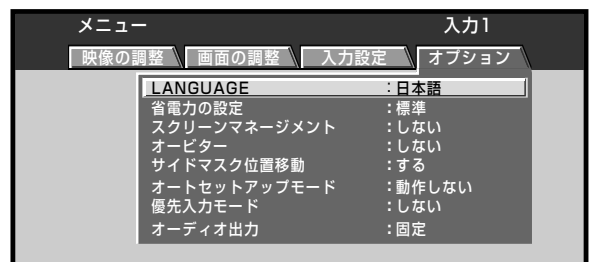 メニュー 入力1
映像の調整 画面の調整 入力設定 オプション
LANGUAGE :日本語
省電力の設定 :標準
スクリーンマネージメント :しない
オービター :しない
サイドマスク位置移動 :する
オートセットアップモード :動作しない
優先入力モード :しない
オーディオ出力 :固定